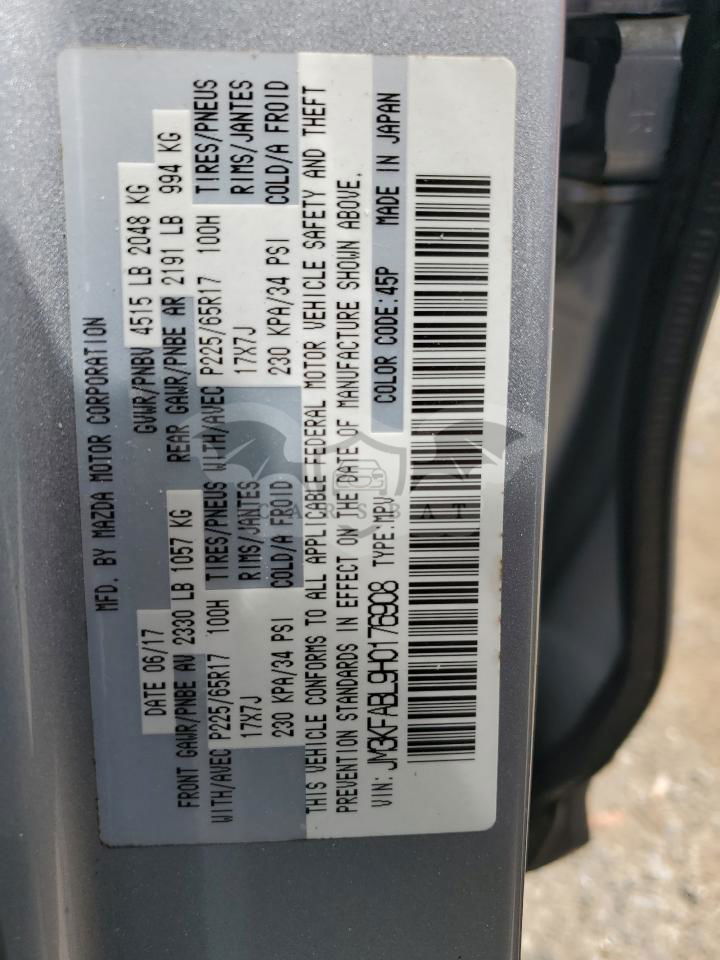 MFD. BY MAZDA MOTOR CORPORATION
DATE 06/17 GVWR/PNBV 4515 LB 2048 KG
FRONT GAWR/PNBE AV 2330 LB 1057 KG REAR GAWR/PNBE AR 2191 LB 994 KG
WITH/AVEC P225/65R17 100H TIRES/PNEUS WITH/AVEC P225/65R17 100H TIRES/PNEUS
17X7J RIMS/JANTES 17X7J RIMS/JANTES
230 KPA/34 PSI COLD/A FROID 230 KPA/34 PSI COLD/A FROID
THIS VEHICLE CONFORMS TO ALL APPLICABLE FEDERAL MOTOR VEHICLE SAFETY AND THEFT
PREVENTION STANDARDS IN EFFECT ON THE DATE OF MANUFACTURE SHOWN ABOVE.
VIN: JM3KFABL9H0176908 TYPE:MPV COLOR CODE:45P MADE IN JAPAN
CARSBAT